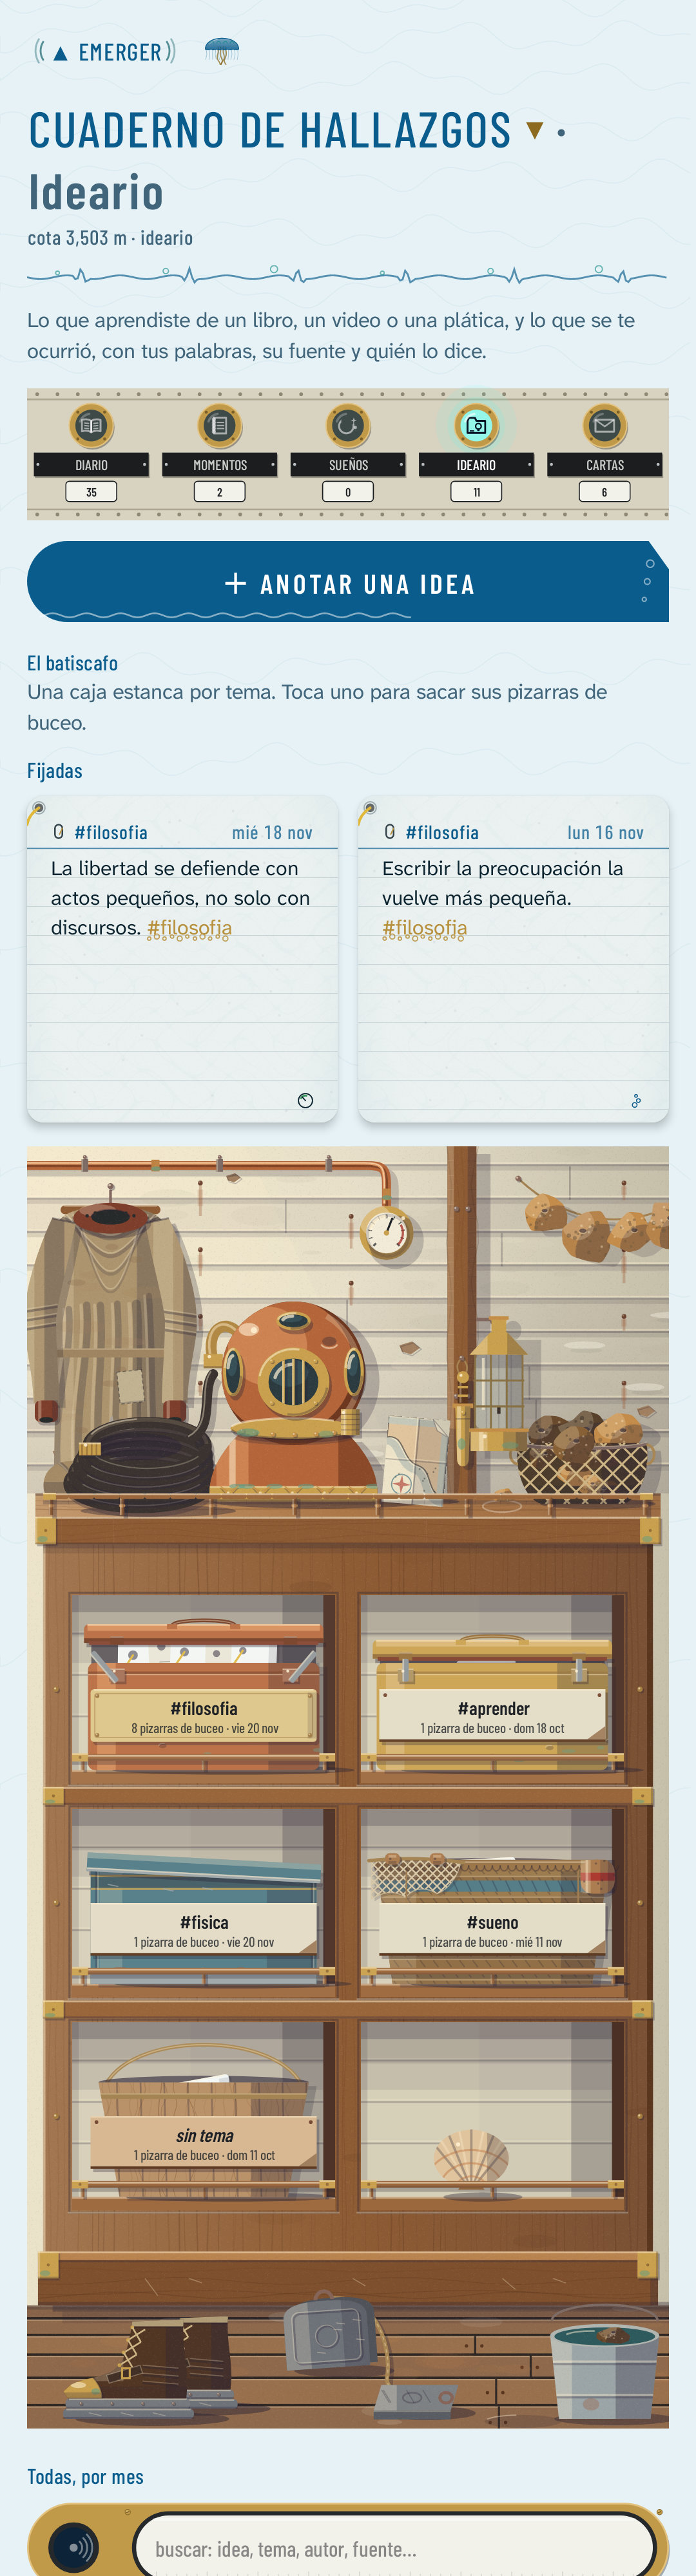 ▲ EMERGER
CUADERNO DE HALLAZGOS ▼ ·
Ideario
cota 3,503 m · ideario
Lo que aprendiste de un libro, un video o una plática, y lo que se te
ocurrió, con tus palabras, su fuente y quién lo dice.
DIARIO
35
MOMENTOS
2
SUEÑOS
0
IDEARIO
11
CARTAS
6
+ ANOTAR UNA IDEA
El batiscafo
Una caja estanca por tema. Toca uno para sacar sus pizarras de
buceo.
Fijadas
#filosofia mié 18 nov
La libertad se defiende con
actos pequeños, no solo con
discursos. #filosofia
#filosofia lun 16 nov
Escribir la preocupación la
vuelve más pequeña.
#filosofia
#filosofia
8 pizarras de buceo · vie 20 nov
#aprender
1 pizarra de buceo · dom 18 oct
#fisica
1 pizarra de buceo · vie 20 nov
#sueno
1 pizarra de buceo · mié 11 nov
sin tema
1 pizarra de buceo · dom 11 oct
Todas, por mes
buscar: idea, tema, autor, fuente...